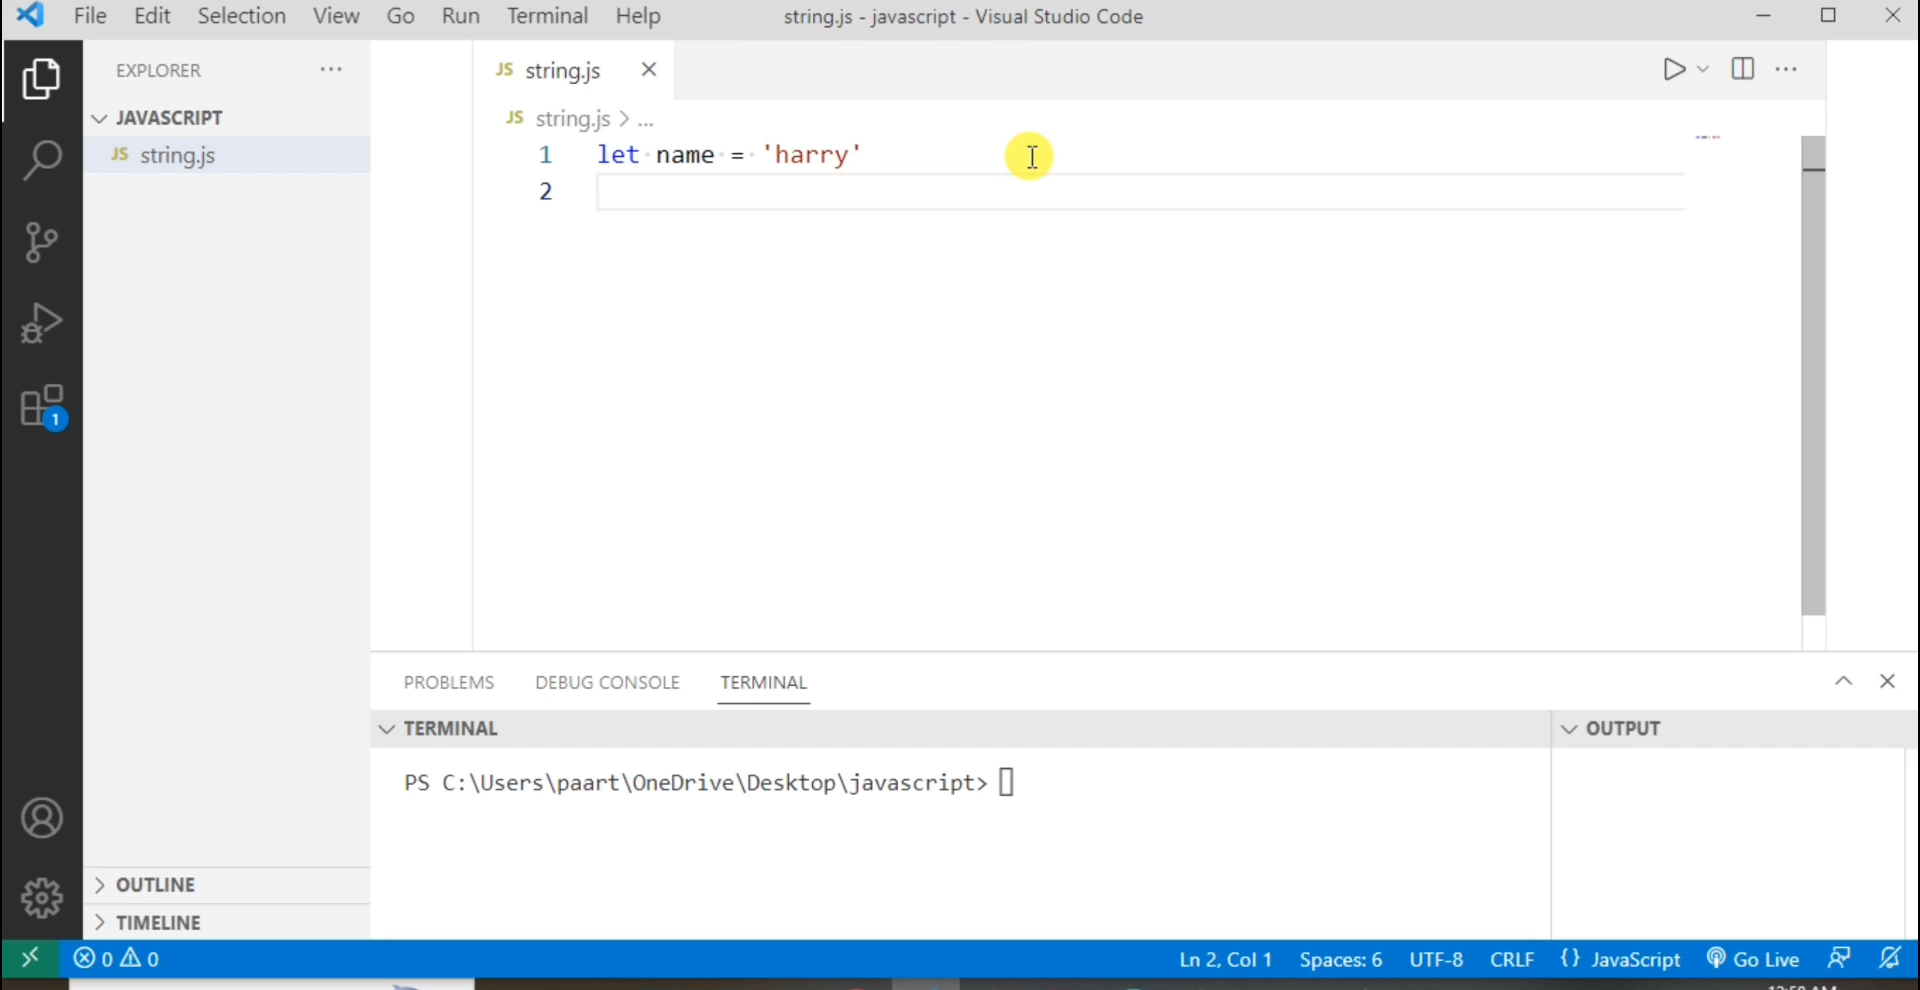 File Edit Selection View Go Run Terminal Help string.js - javascript - Visual Studio Code
EXPLORER
JAVASCRIPT
JS string.js
JS string.js
JS string.js > ...
1 let name = 'harry'
2
1
PROBLEMS DEBUG CONSOLE TERMINAL
TERMINAL
OUTPUT
PS C:\Users\paart\OneDrive\Desktop\javascript>
OUTLINE
TIMELINE
0 0 Ln 2, Col 1 Spaces: 6 UTF-8 CRLF {} JavaScript Go Live